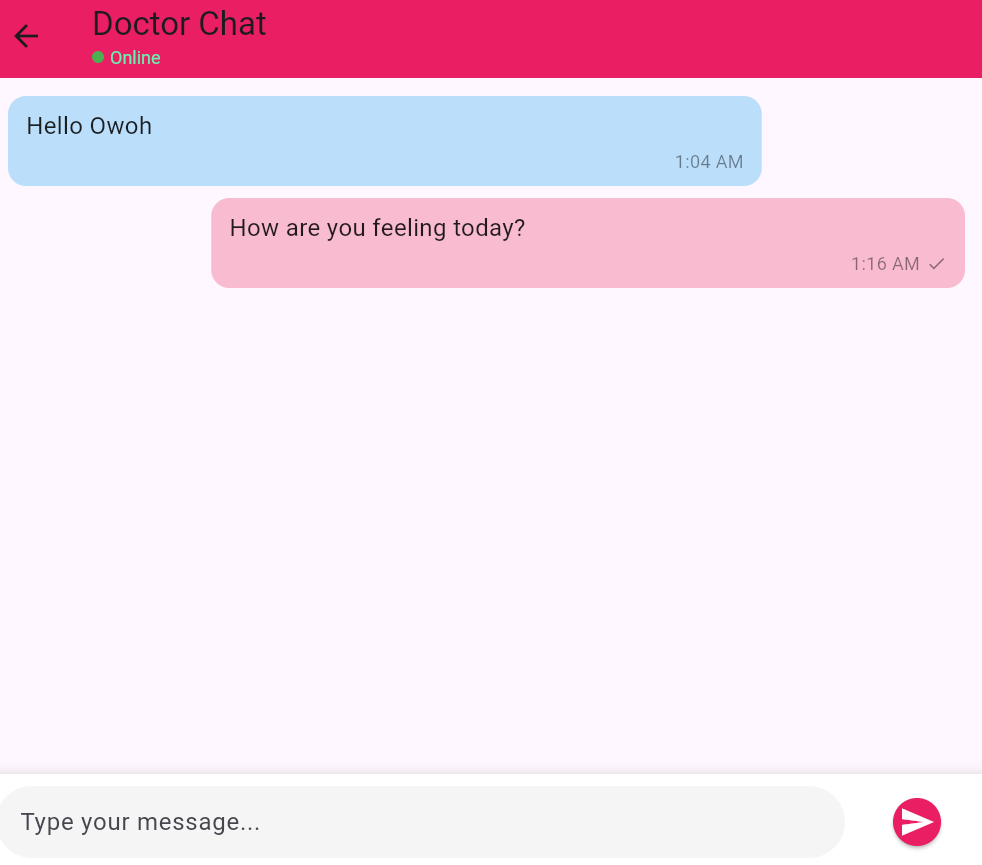 Doctor Chat
Online
Hello Owoh
1:04 AM
How are you feeling today?
1:16 AM
Type your message...